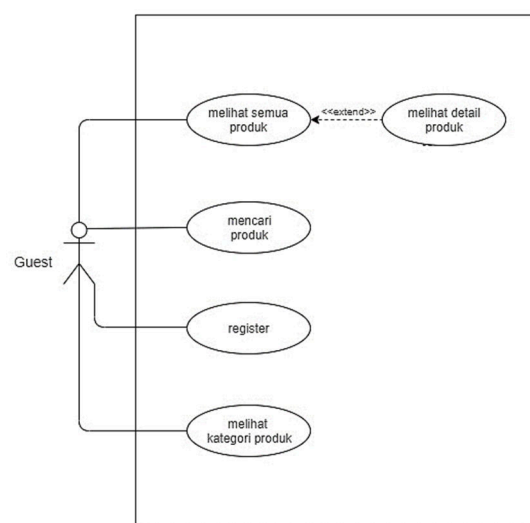 melihat semua
produk
<<extend>>
melihat detail
produk
mencari
produk
Guest
register
melihat
kategori produk